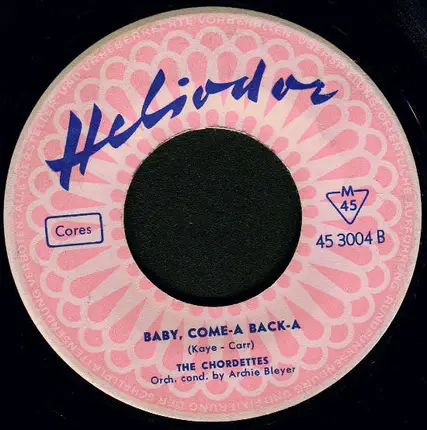 Heliodor
Cores
M
45
45 3004 B
BABY, COME-A BACK-A
(Kaye - Carr)
THE CHORDETTES
Orch. cond. by Archie Bleyer